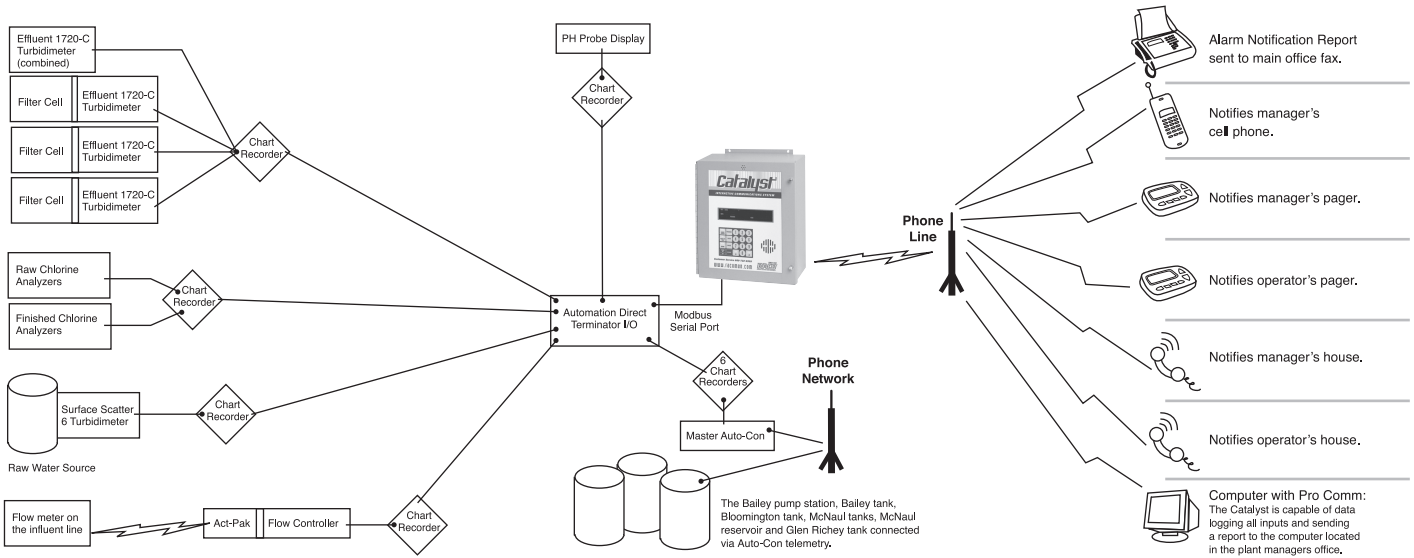 Effluent 1720-C
Turbidimeter
(combined)
Filter Cell
Effluent 1720-C
Turbidimeter
Filter Cell
Effluent 1720-C
Turbidimeter
Filter Cell
Effluent 1720-C
Turbidimeter
Chart
Recorder
Raw Chlorine
Analyzers
Finished Chlorine
Analyzers
Chart
Recorder
Surface Scatter
6 Turbidimeter
Raw Water Source
Chart
Recorder
Flow meter on
the influent line
Act-Pak
Flow Controller
Chart
Recorder
PH Probe Display
Chart
Recorder
Automation Direct
Terminator I/O
Modbus
Serial Port
Catalyst
6
Chart
Recorders
Master Auto-Con
Phone
Network
The Bailey pump station, Bailey tank,
Bloomington tank, McNaul tanks, McNaul
reservoir and Glen Richey tank connected
via Auto-Con telemetry.
Phone
Line
Alarm Notification Report
sent to main office fax.
Notifies manager's
cell phone.
Notifies manager's pager.
Notifies operator's pager.
Notifies manager's house.
Notifies operator's house.
Computer with Pro Comm:
The Catalyst is capable of data
logging all inputs and sending
a report to the computer located
in the plant managers office.